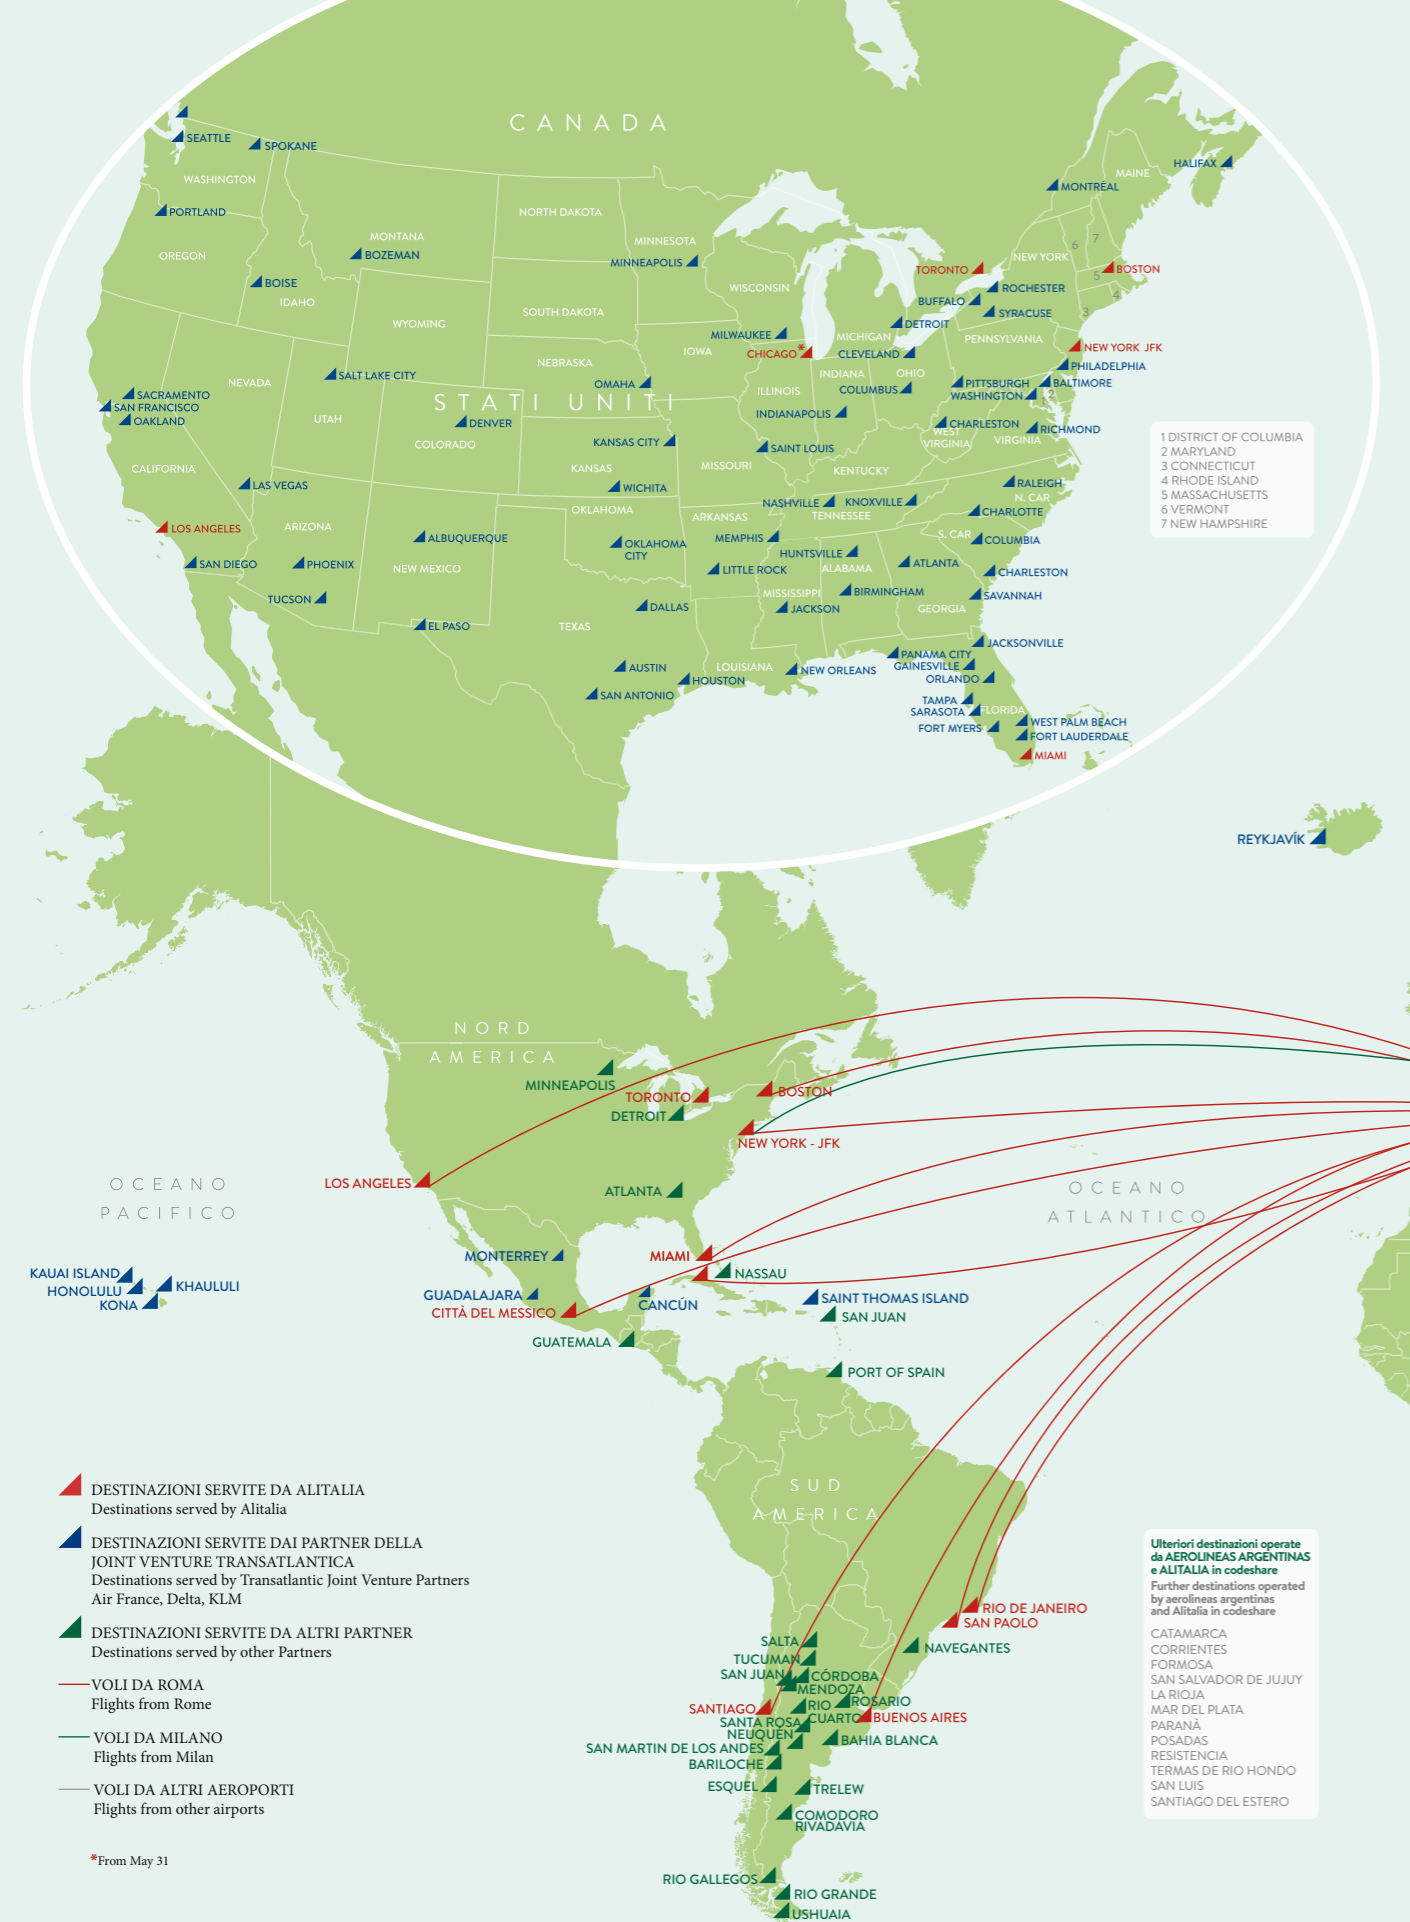 CANADA
SEATTLE
SPOKANE
WASHINGTON
HALIFAX
MAINE
MONTRÉAL
PORTLAND
NORTH DAKOTA
MONTANA
MINNESOTA
6
7
OREGON
BOZEMAN
MINNEAPOLIS
NEW YORK
TORONTO
5
BOSTON
BOISE
WISCONSIN
ROCHESTER
IDAHO
BUFFALO
4
SOUTH DAKOTA
SYRACUSE
3
WYOMING
DETROIT
MILWAUKEE
MICHIGAN
PENNSYLVANIA
IOWA
CHICAGO*
CLEVELAND
NEW YORK JFK
NEBRASKA
PHILADELPHIA
INDIANA
OHIO
SALT LAKE CITY
NEVADA
OMAHA
PITTSBURGH
BALTIMORE
ILLINOIS
COLUMBUS
WASHINGTON
2
SACRAMENTO
STATI UNITI
SAN FRANCISCO
INDIANAPOLIS
OAKLAND
UTAH
DENVER
CHARLESTON
RICHMOND
WEST
VIRGINIA
VIRGINIA
COLORADO
KANSAS CITY
SAINT LOUIS
1 DISTRICT OF COLUMBIA
2 MARYLAND
3 CONNECTICUT
4 RHODE ISLAND
5 MASSACHUSETTS
6 VERMONT
7 NEW HAMPSHIRE
CALIFORNIA
KANSAS
MISSOURI
KENTUCKY
LAS VEGAS
WICHITA
RALEIGH
N. CAR
NASHVILLE
KNOXVILLE
OKLAHOMA
ARKANSAS
TENNESSEE
CHARLOTTE
LOS ANGELES
ARIZONA
ALBUQUERQUE
OKLAHOMA
CITY
MEMPHIS
S. CAR
COLUMBIA
HUNTSVILLE
SAN DIEGO
PHOENIX
NEW MEXICO
LITTLE ROCK
ALABAMA
ATLANTA
CHARLESTON
TUCSON
MISSISSIPPI
BIRMINGHAM
SAVANNAH
DALLAS
JACKSON
GEORGIA
EL PASO
TEXAS
JACKSONVILLE
PANAMA CITY
AUSTIN
LOUISIANA
NEW ORLEANS
GAINESVILLE
HOUSTON
ORLANDO
SAN ANTONIO
TAMPA
SARASOTA
FLORIDA
FORT MYERS
WEST PALM BEACH
FORT LAUDERDALE
MIAMI
REYKJAVÍK
NORD
AMERICA
MINNEAPOLIS
TORONTO
BOSTON
DETROIT
NEW YORK - JFK
LOS ANGELES
OCEANO
PACIFICO
ATLANTA
OCEANO
ATLANTICO
MONTERREY
MIAMI
NASSAU
KAUAI ISLAND
HONOLULU
KHAULULI
KONA
GUADALAJARA
CANCÚN
SAINT THOMAS ISLAND
CITTÀ DEL MESSICO
SAN JUAN
GUATEMALA
PORT OF SPAIN
SUD
AMERICA
DESTINAZIONI SERVITE DA ALITALIA
Destinations served by Alitalia
DESTINAZIONI SERVITE DAI PARTNER DELLA
JOINT VENTURE TRANSATLANTICA
Destinations served by Transatlantic Joint Venture Partners
Air France, Delta, KLM
DESTINAZIONI SERVITE DA ALTRI PARTNER
Destinations served by other Partners
VOLI DA ROMA
Flights from Rome
VOLI DA MILANO
Flights from Milan
VOLI DA ALTRI AEROPORTI
Flights from other airports
*From May 31
RIO DE JANEIRO
SAN PAOLO
SALTA
NAVEGANTES
TUCUMAN
SAN JUAN
CÓRDOBA
MENDOZA
SANTIAGO
RIO
CUARTO
ROSARIO
SANTA ROSA
BUENOS AIRES
NEUQUÉN
BAHIA BLANCA
SAN MARTIN DE LOS ANDES
BARILOCHE
ESQUEL
TRELEW
COMODORO
RIVADAVIA
RIO GALLEGOS
RIO GRANDE
USHUAIA
Ulteriori destinazioni operate
da AEROLINEAS ARGENTINAS
e ALITALIA in codeshare
Further destinations operated
by aerolineas argentinas
and Alitalia in codeshare
CATAMARCA
CORRIENTES
FORMOSA
SAN SALVADOR DE JUJUY
LA RIOJA
MAR DEL PLATA
PARANÀ
POSADAS
RESISTENCIA
TERMAS DE RIO HONDO
SAN LUIS
SANTIAGO DEL ESTERO